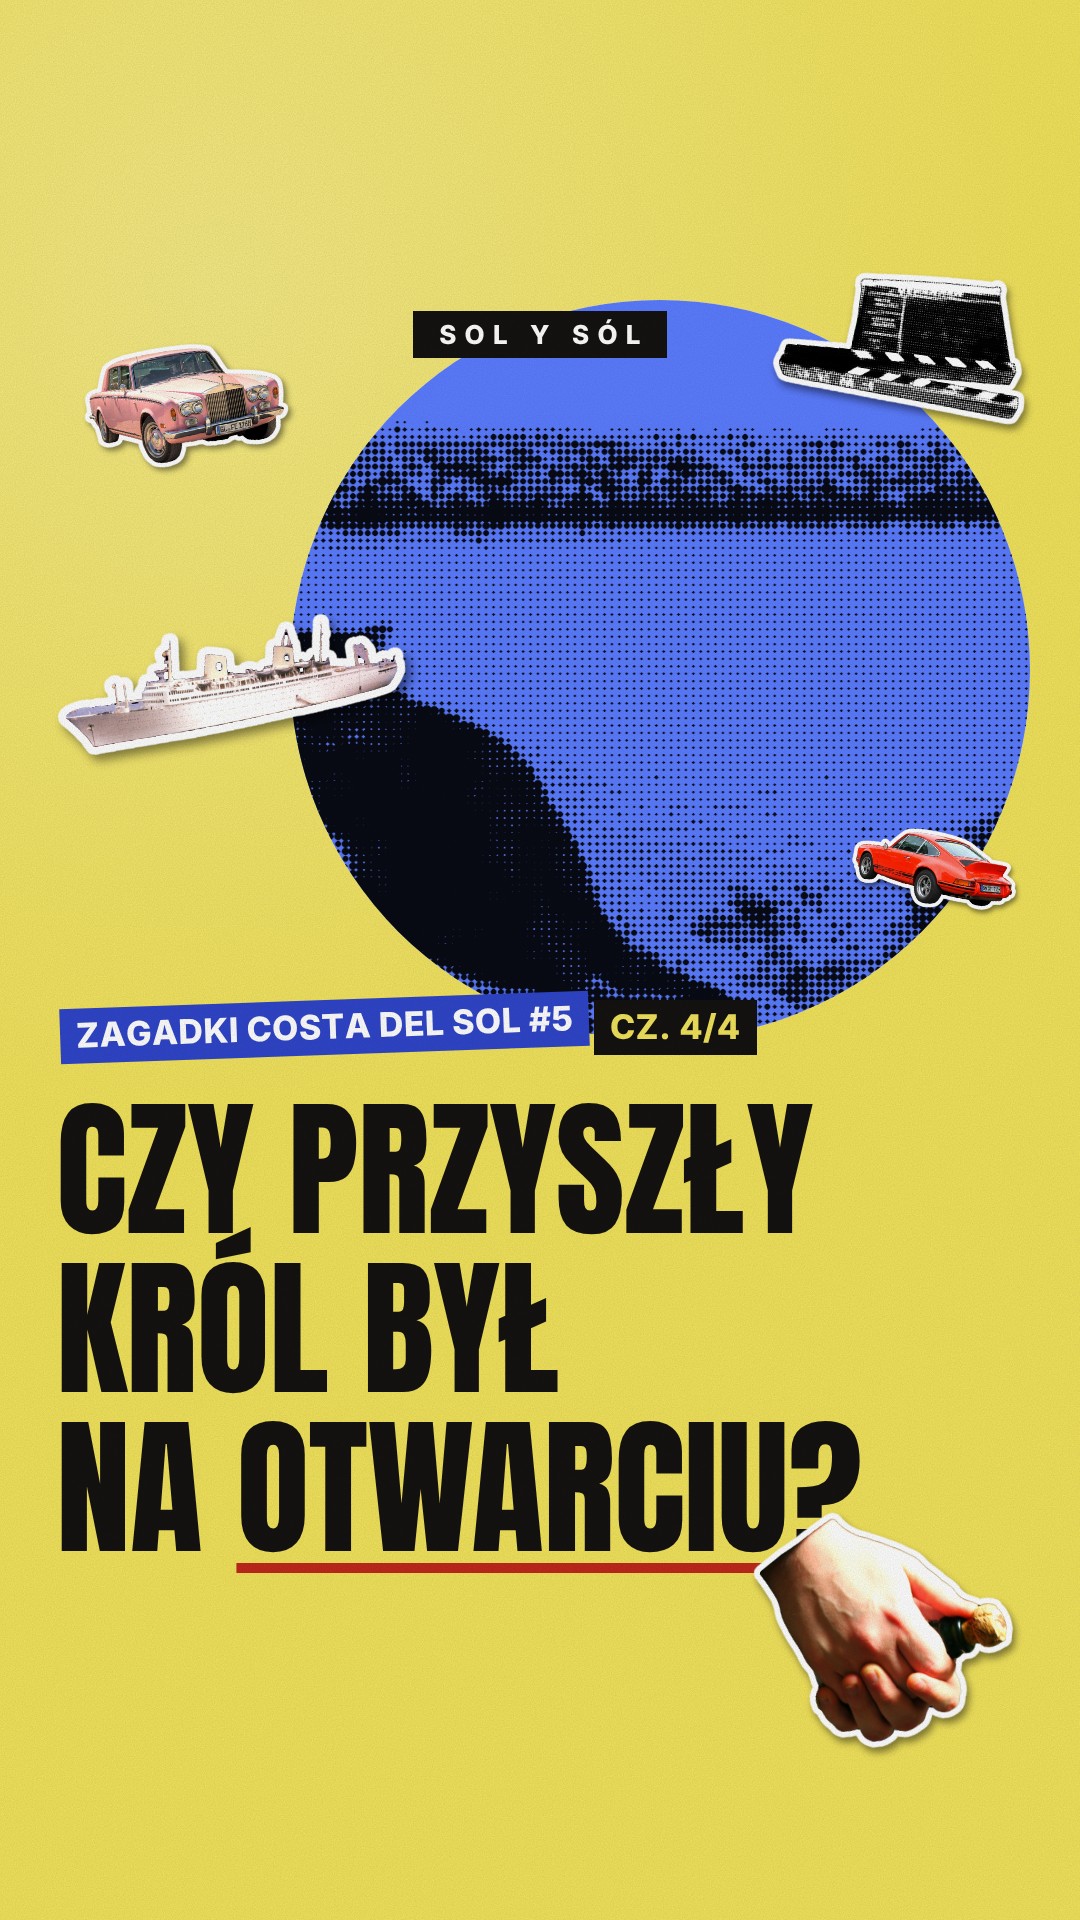 SOL Y SÓL
ZAGADKI COSTA DEL SOL #5
CZ. 4/4
CZY PRZYSZŁY
KRÓL BYŁ
NA OTWARCIU?